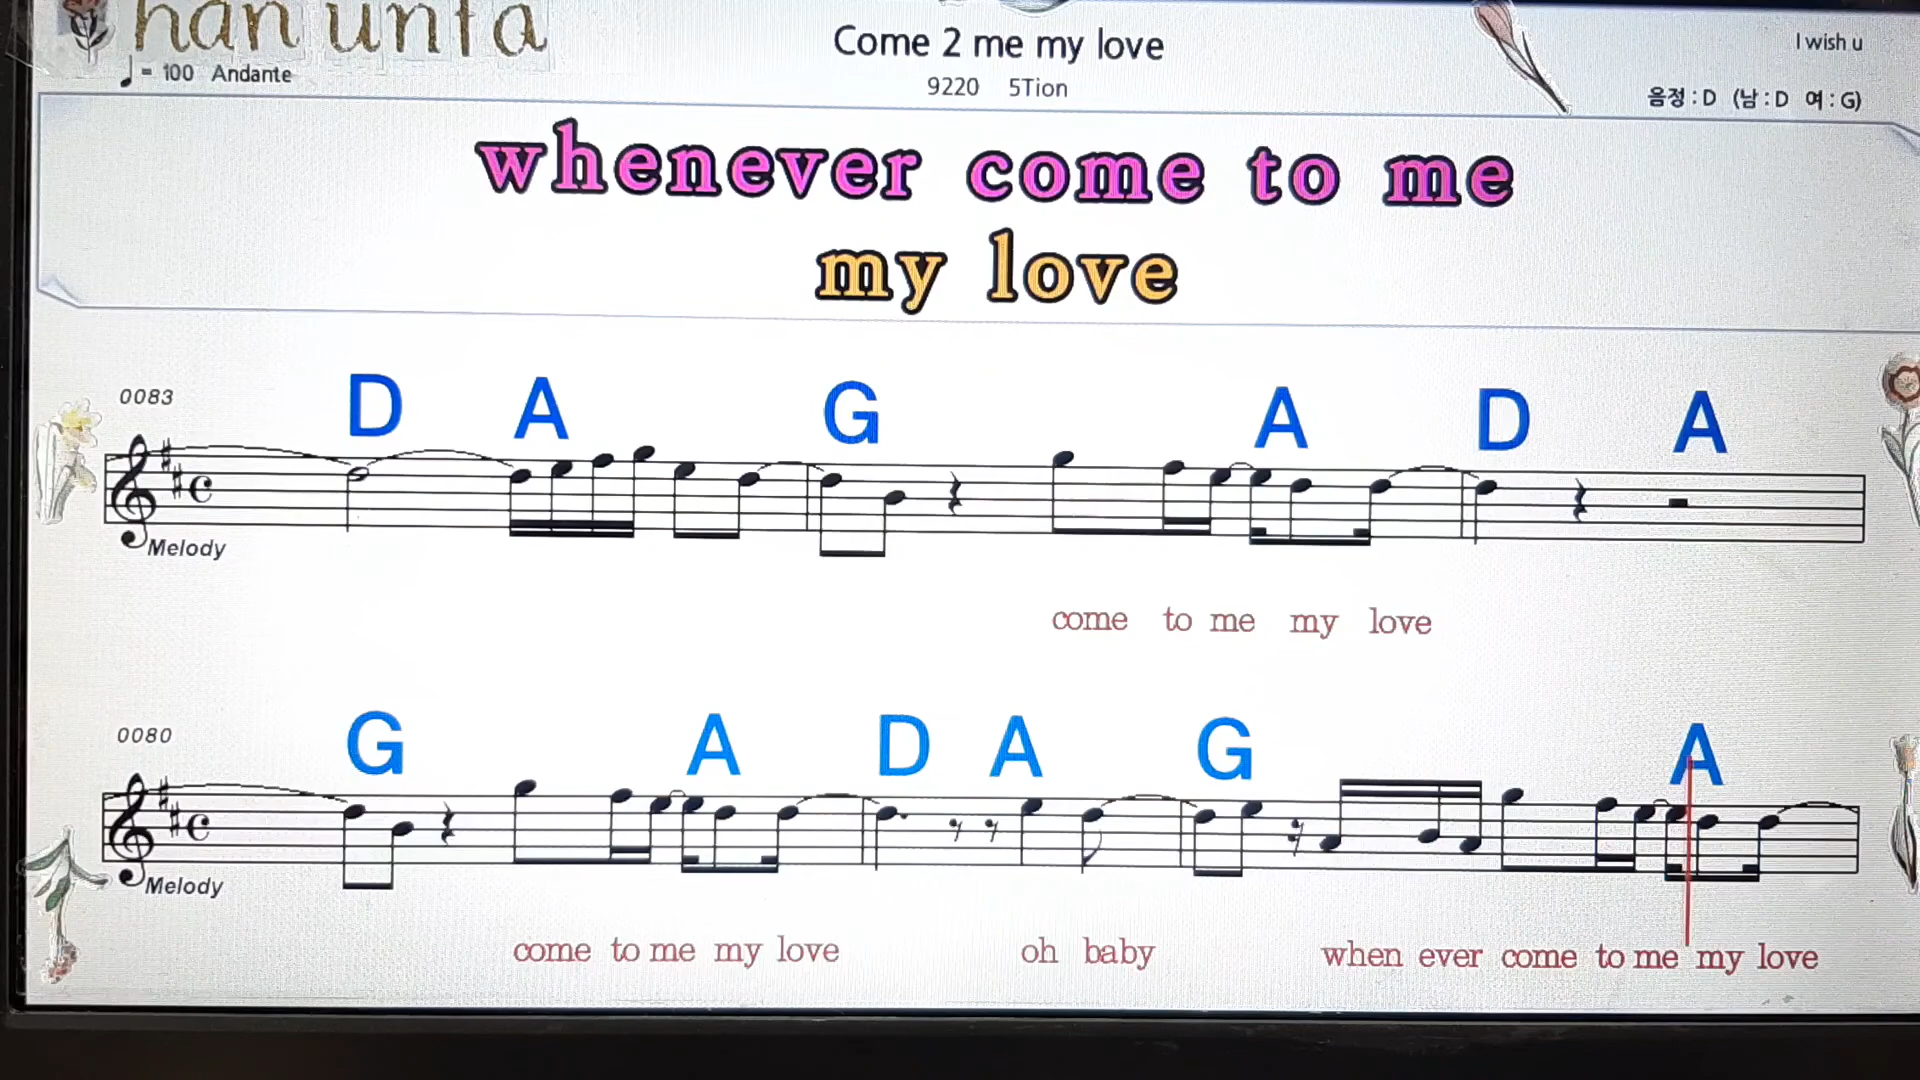 han unta
= 100 Andante
Come 2 me my love
9220 5Tion
I wish u
음정 : D (남 : D 여 : G)
whenever come to me
my love
0083
D A G A D A
Melody
come to me my love
0080
G A D A G A
Melody
come to me my love oh baby when ever come to me my love